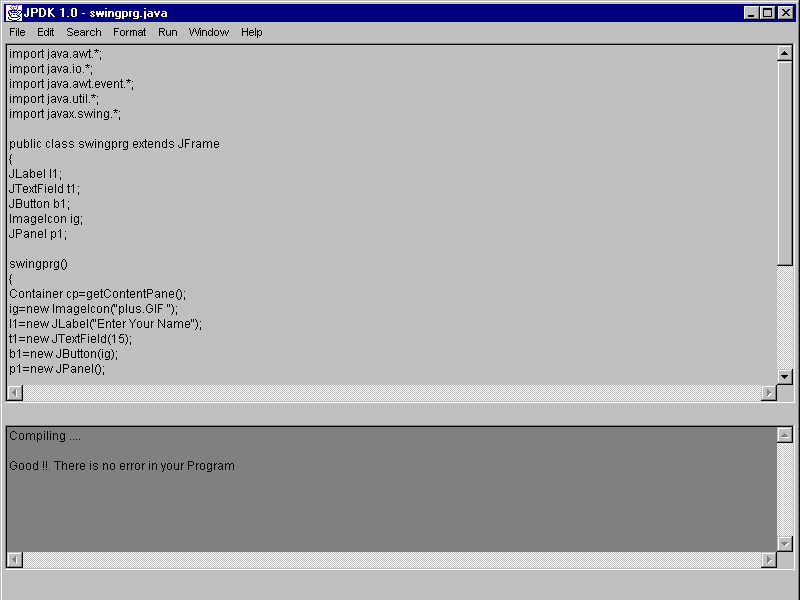 JPDK 1.0 - swingprg.java
File Edit Search Format Run Window Help
import java.awt.*;
import java.io.*;
import java.awt.event.*;
import java.util.*;
import javax.swing.*;
public class swingprg extends JFrame
{
JLabel l1;
JTextField t1;
JButton b1;
ImageIcon ig;
JPanel p1;
swingprg()
{
Container cp=getContentPane();
ig=new ImageIcon("plus.GIF");
l1=new JLabel("Enter Your Name");
t1=new JTextField(15);
b1=new JButton(ig);
p1=new JPanel();
Compiling ....
Good !!. There is no error in your Program